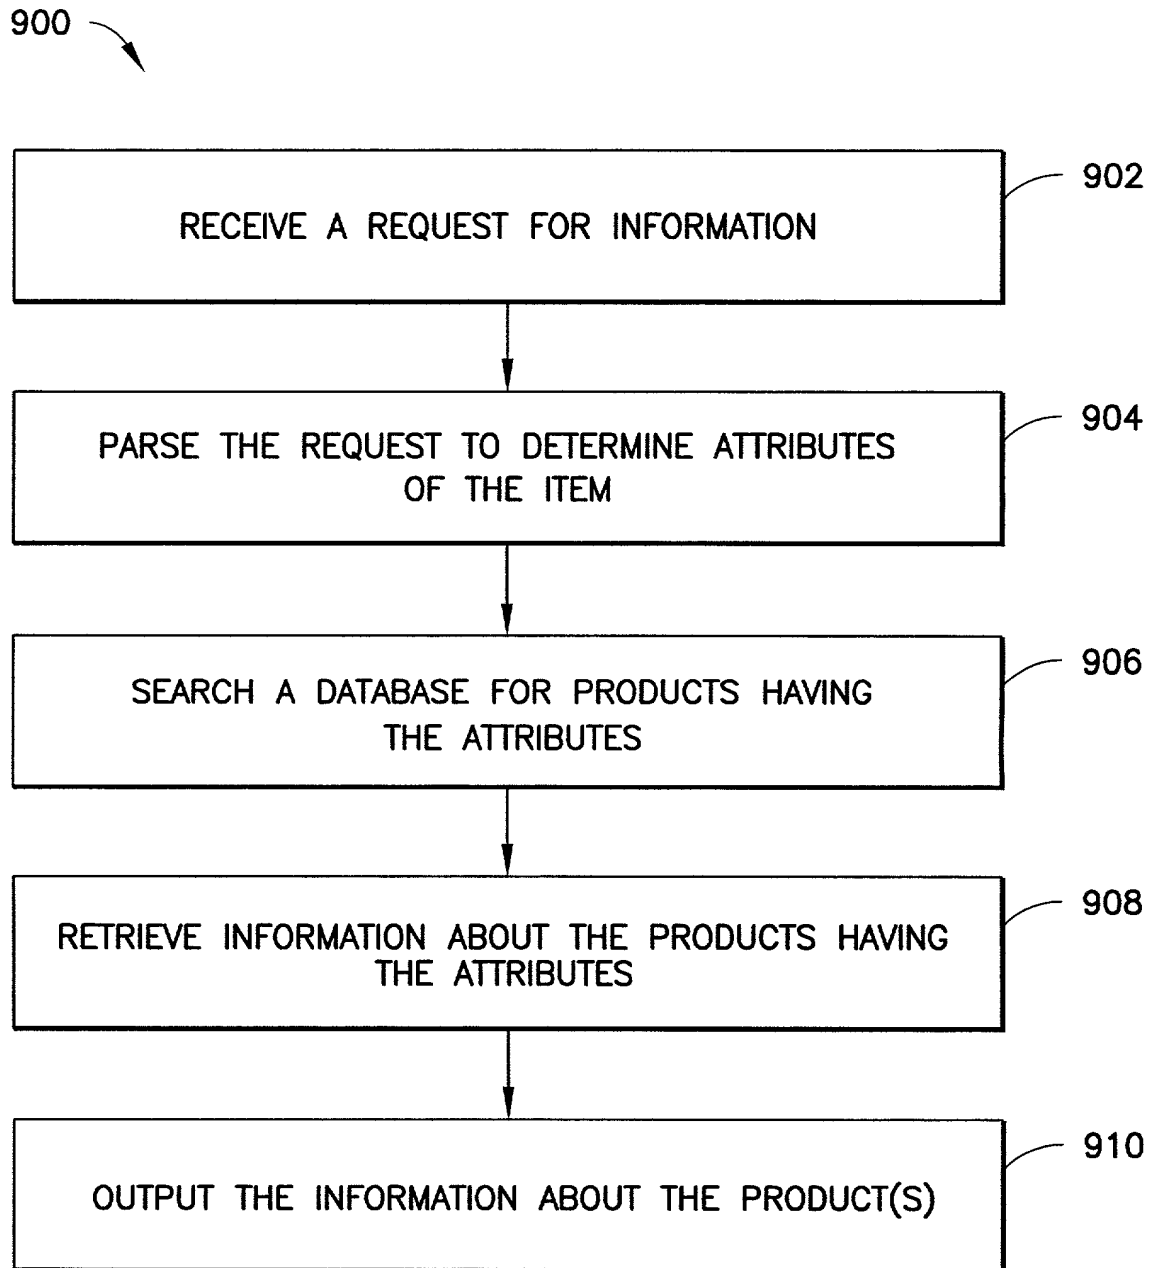 900
RECEIVE A REQUEST FOR INFORMATION
902
PARSE THE REQUEST TO DETERMINE ATTRIBUTES
OF THE ITEM
904
SEARCH A DATABASE FOR PRODUCTS HAVING
THE ATTRIBUTES
906
RETRIEVE INFORMATION ABOUT THE PRODUCTS HAVING
THE ATTRIBUTES
908
OUTPUT THE INFORMATION ABOUT THE PRODUCT(S)
910